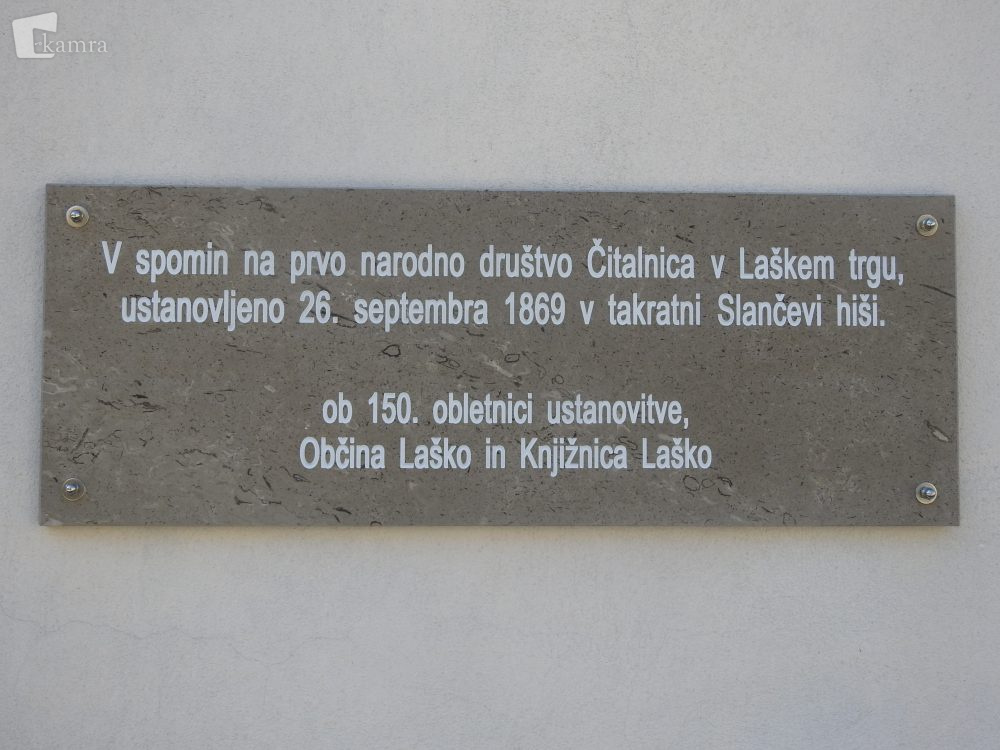 kamra
V spomin na prvo narodno društvo Čitalnica v Laškem trgu,
ustanovljeno 26. septembra 1869 v takratni Slančevi hiši.
ob 150. obletnici ustanovitve,
Občina Laško in Knjižnica Laško